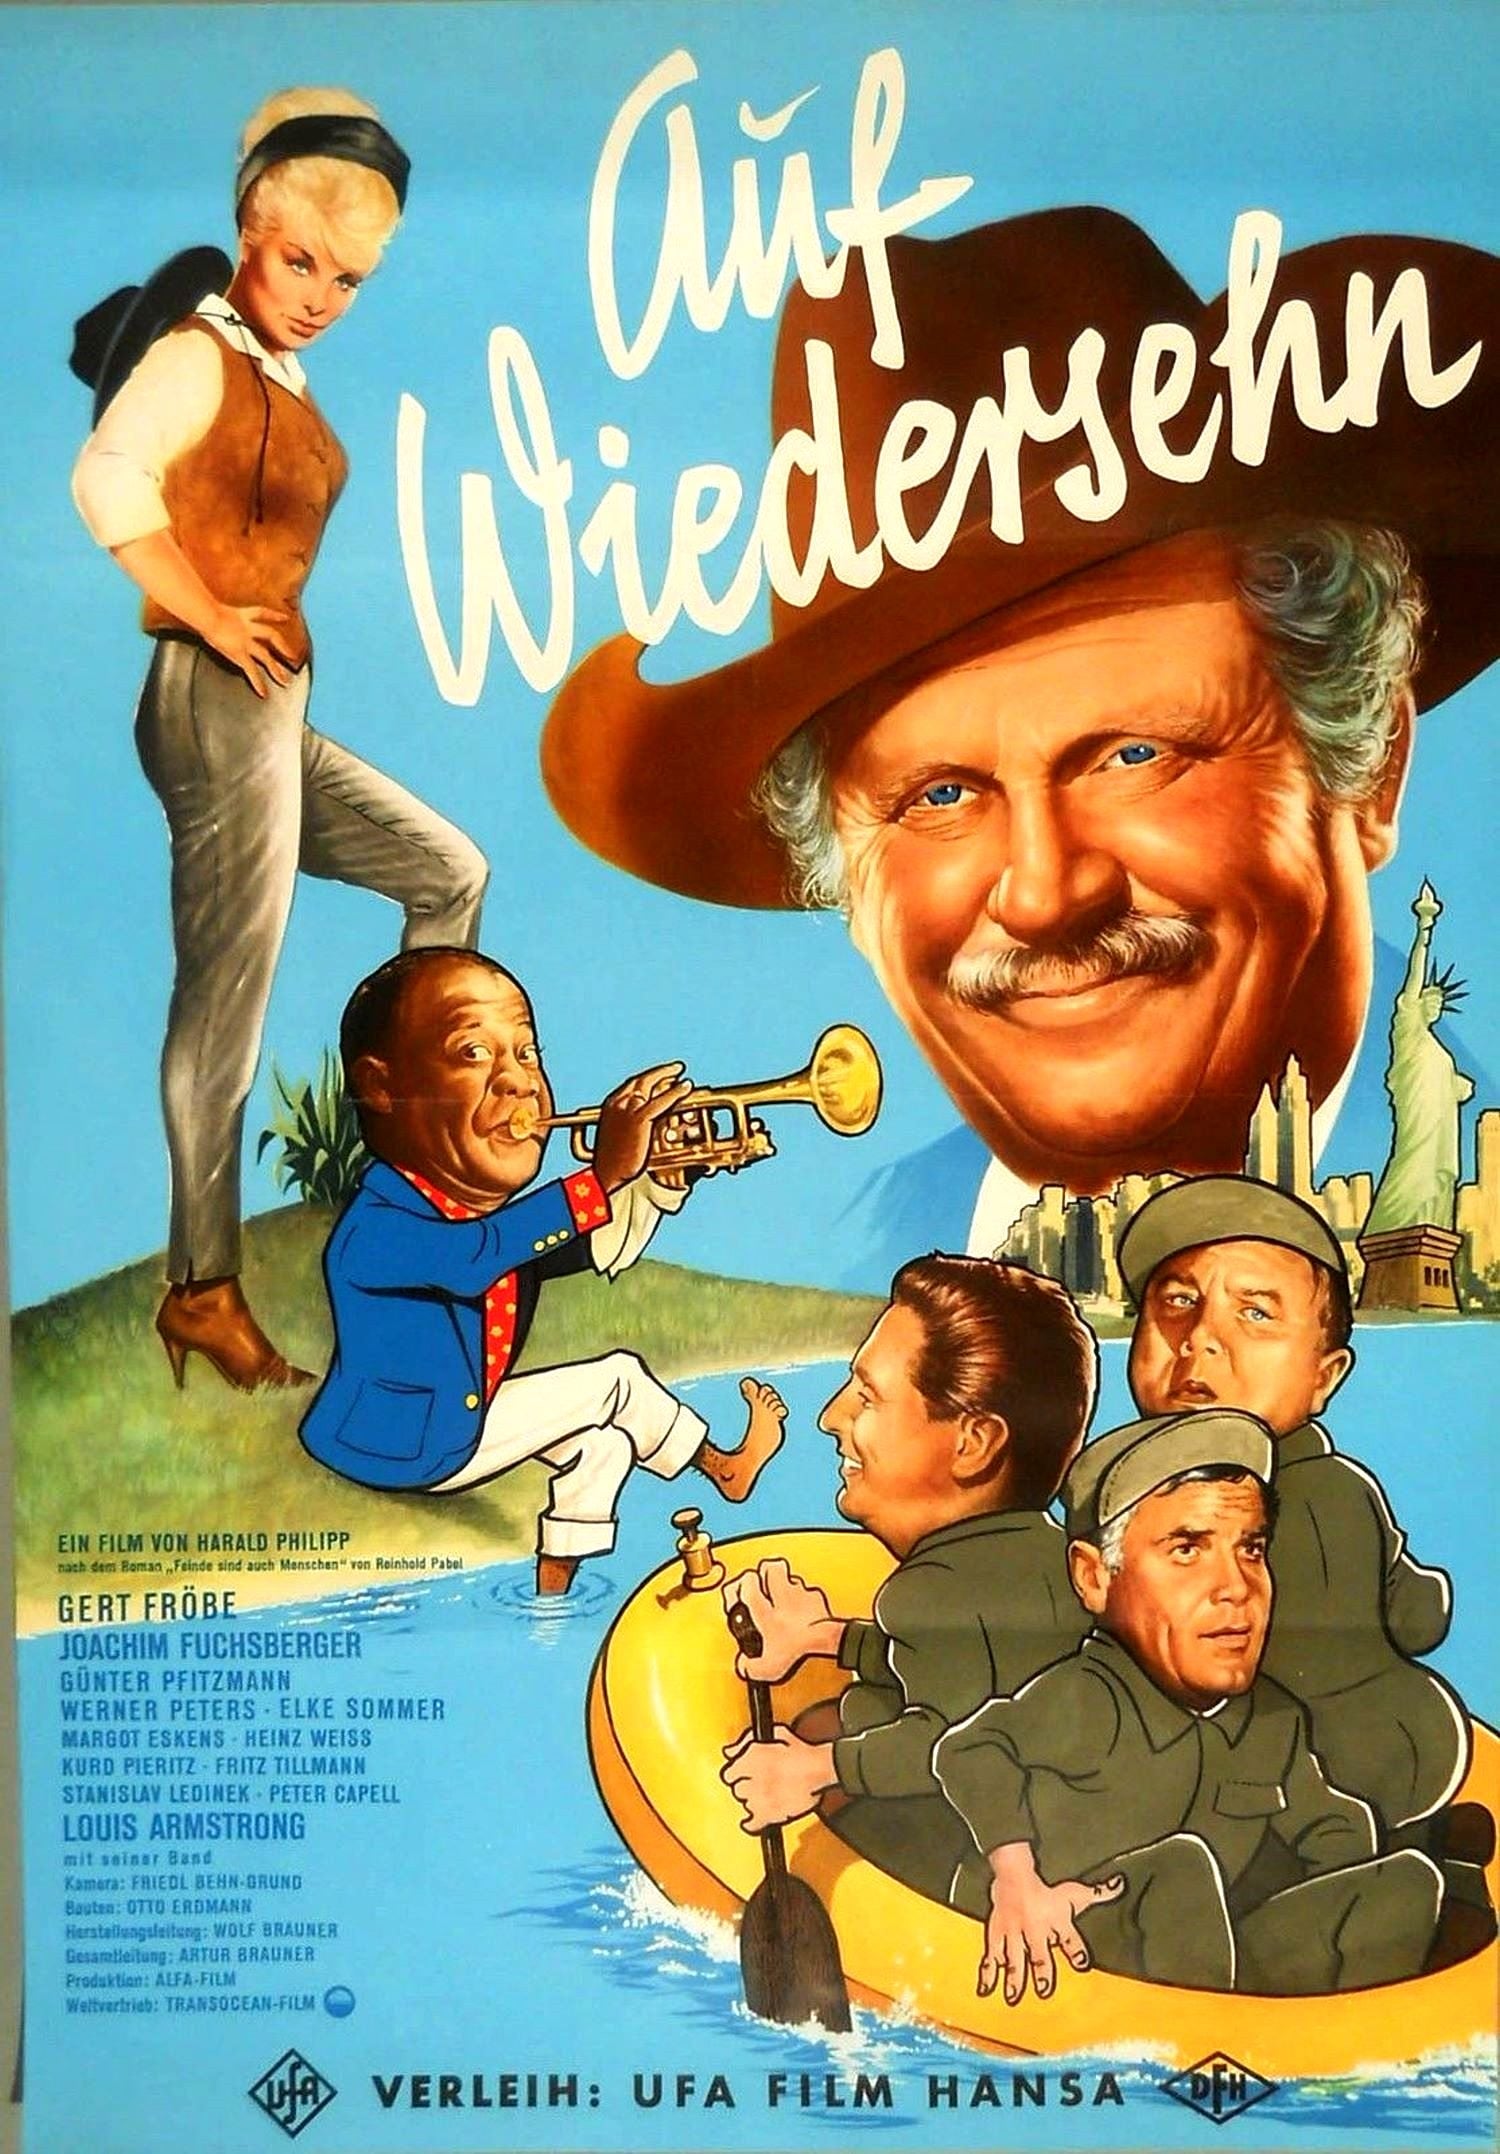 Auf
Wiedersehn
EIN FILM VON HARALD PHILIPP
nach dem Roman „Feinde sind auch Menschen“ von Reinhold Pabel
GERT FRÖBE
JOACHIM FUCHSBERGER
GÜNTER PFITZMANN
WERNER PETERS · ELKE SOMMER
MARGOT ESKENS · HEINZ WEISS
KURD PIERITZ · FRITZ TILLMANN
STANISLAV LEDINEK · PETER CAPELL
LOUIS ARMSTRONG
mit seiner Band
Kamera: FRIEDL BEHN-GRUND
Bauten: OTTO ERDMANN
Herstellungsleitung: WOLF BRAUNER
Gesamtleitung: ARTUR BRAUNER
Produktion: ALFA-FILM
Weltvertrieb: TRANSOCEAN-FILM
UFA VERLEIH: UFA FILM HANSA DFH